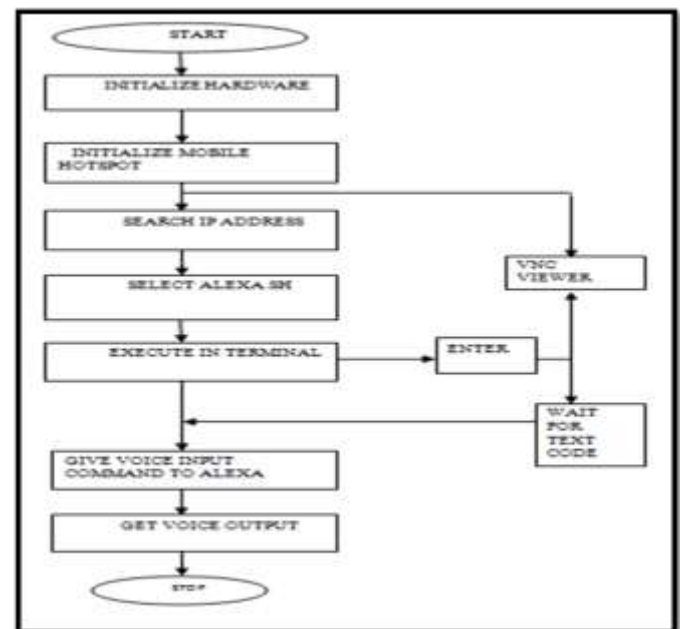 START
INITIALIZE HARDWARE
INITIALIZE MOBILE
HOTSPOT
SEARCH IP ADDRESS
VNC
VIEWER
SELECT ALEXA SH
EXECUTE IN TERMINAL
ENTER
WAIT
FOR
TEXT
CODE
GIVE VOICE INPUT
COMMAND TO ALEXA
GET VOICE OUTPUT
STOP